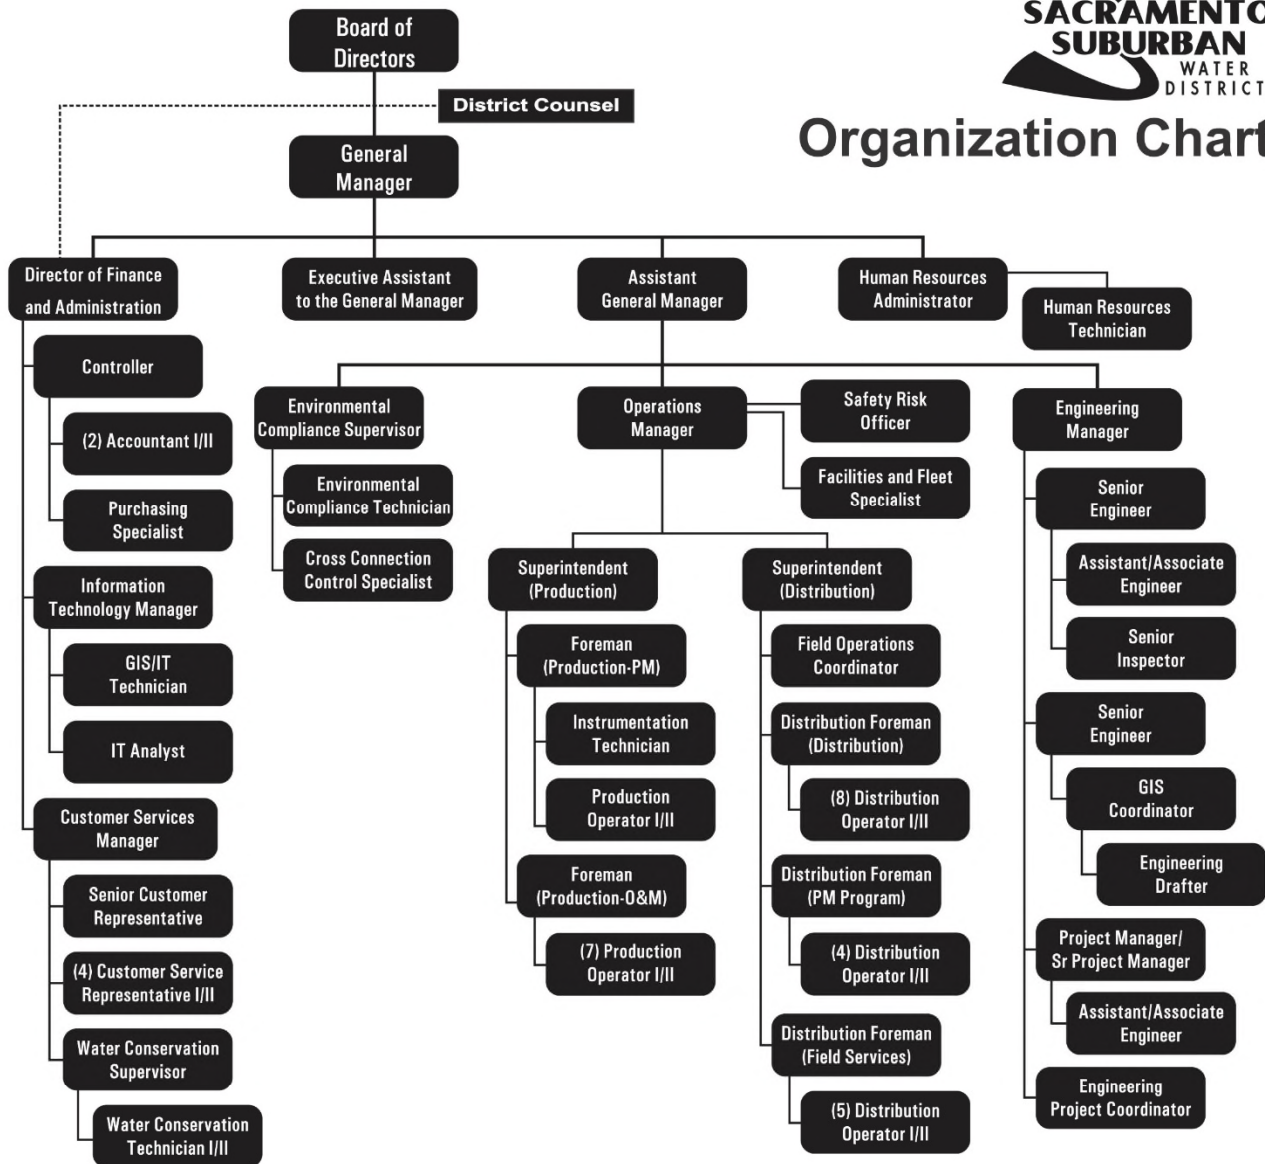 SACRAMENTO
SUBURBAN
WATER
DISTRICT
Organization Chart
Board of
Directors
District Counsel
General
Manager
Director of Finance
and Administration
Executive Assistant
to the General Manager
Assistant
General Manager
Human Resources
Administrator
Human Resources
Technician
Controller
(2) Accountant I/II
Purchasing
Specialist
Information
Technology Manager
GIS/IT
Technician
IT Analyst
Customer Services
Manager
Senior Customer
Representative
(4) Customer Service
Representative I/II
Water Conservation
Supervisor
Water Conservation
Technician I/II
Environmental
Compliance Supervisor
Environmental
Compliance Technician
Cross Connection
Control Specialist
Operations
Manager
Safety Risk
Officer
Facilities and Fleet
Specialist
Superintendent
(Production)
Foreman
(Production-PM)
Instrumentation
Technician
Production
Operator I/II
Foreman
(Production-O&M)
(7) Production
Operator I/II
Superintendent
(Distribution)
Field Operations
Coordinator
Distribution Foreman
(Distribution)
(8) Distribution
Operator I/II
Distribution Foreman
(PM Program)
(4) Distribution
Operator I/II
Distribution Foreman
(Field Services)
(5) Distribution
Operator I/II
Engineering
Manager
Senior
Engineer
Assistant/Associate
Engineer
Senior
Inspector
Senior
Engineer
GIS
Coordinator
Engineering
Drafter
Project Manager/
Sr Project Manager
Assistant/Associate
Engineer
Engineering
Project Coordinator